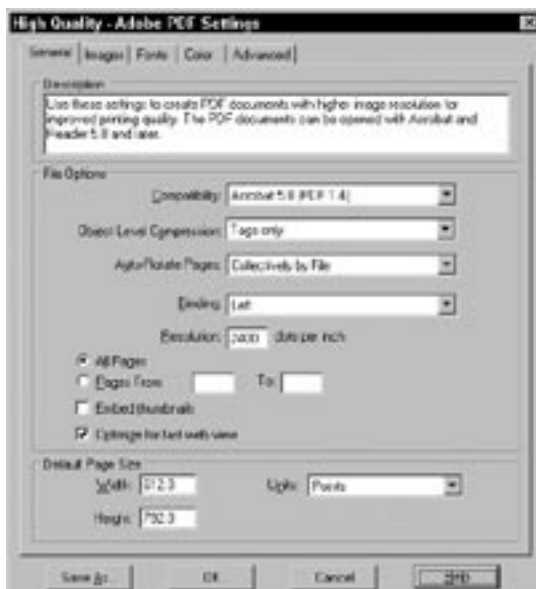 High Quality - Adobe PDF Settings
General Images Fonts Color Advanced
Description
Use these settings to create PDF documents with higher image resolution for
improved printing quality. The PDF documents can be opened with Acrobat and
Reader 5.0 and later.
File Options
Compatibility: Acrobat 5.0 (PDF 1.4)
Object Level Compression: Tags only
Auto-Rotate Pages: Collectively by File
Binding: Left
Resolution: 2400 dots per inch
All Pages
Pages From: To:
Embed thumbnails
Optimize for fast web view
Default Page Size
Width: 612.0 Units: Points
Height: 792.0
Save As... OK Cancel Help